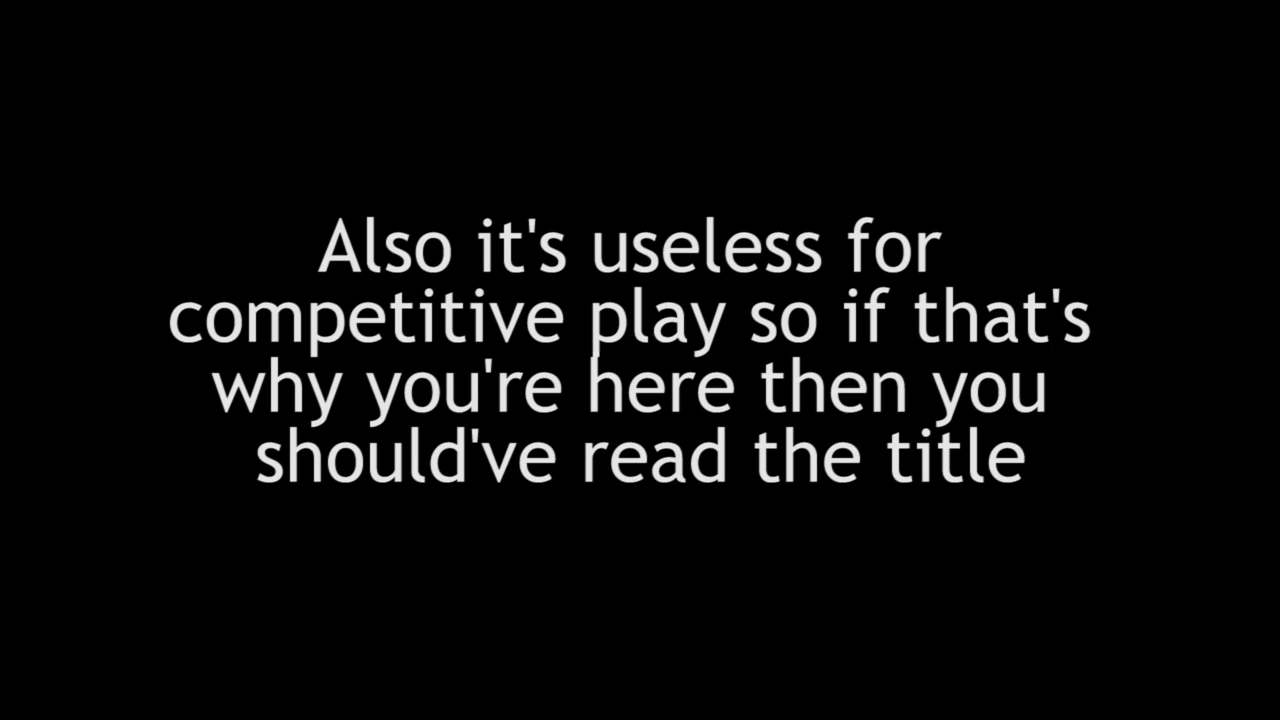 Also it's useless for
competitive play so if that's
why you're here then you
should've read the title